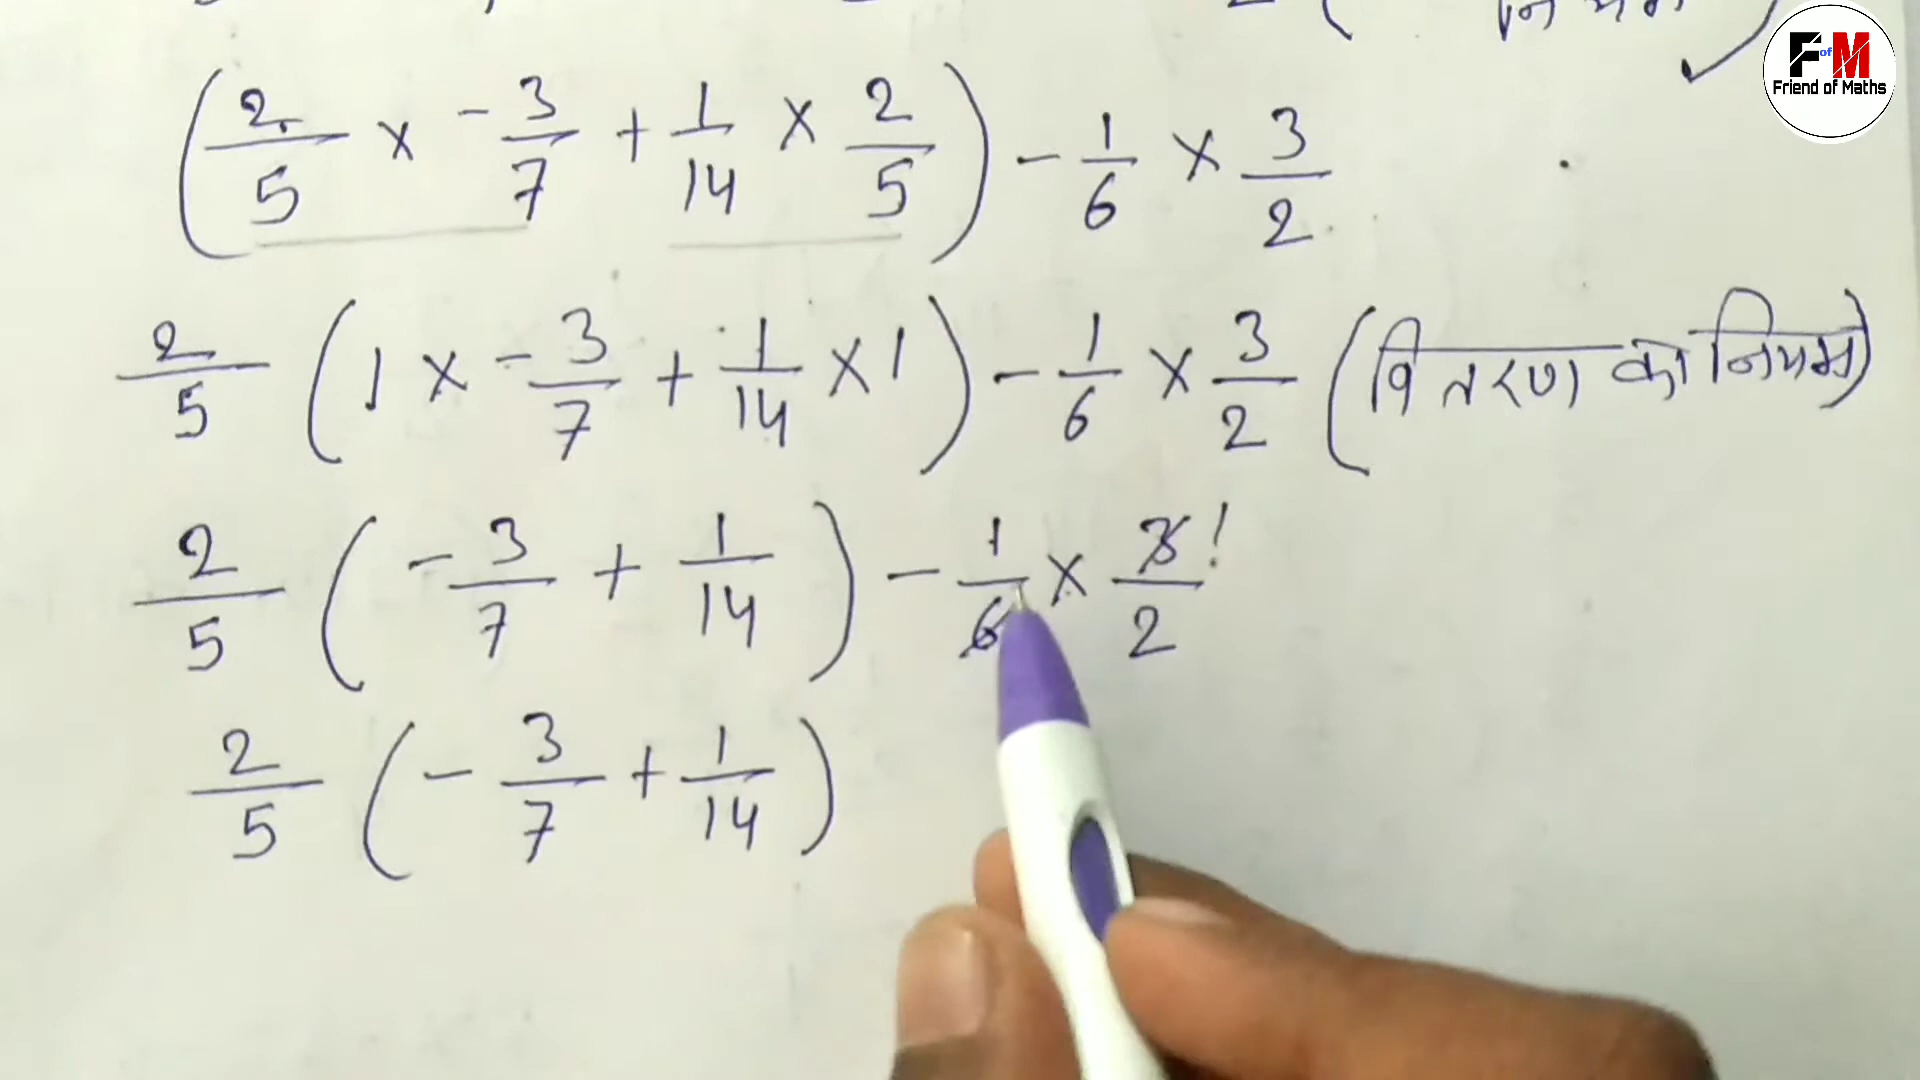 FofM
Friend of Maths
(2/5 × -3/7 + 1/14 × 2/5) - 1/6 × 3/2
2/5 (1 × -3/7 + 1/14 × 1) - 1/6 × 3/2 (वितरण को नियम)
2/5 (-3/7 + 1/14) - 1/6 × 3/2 1
2/5 (-3/7 + 1/14)